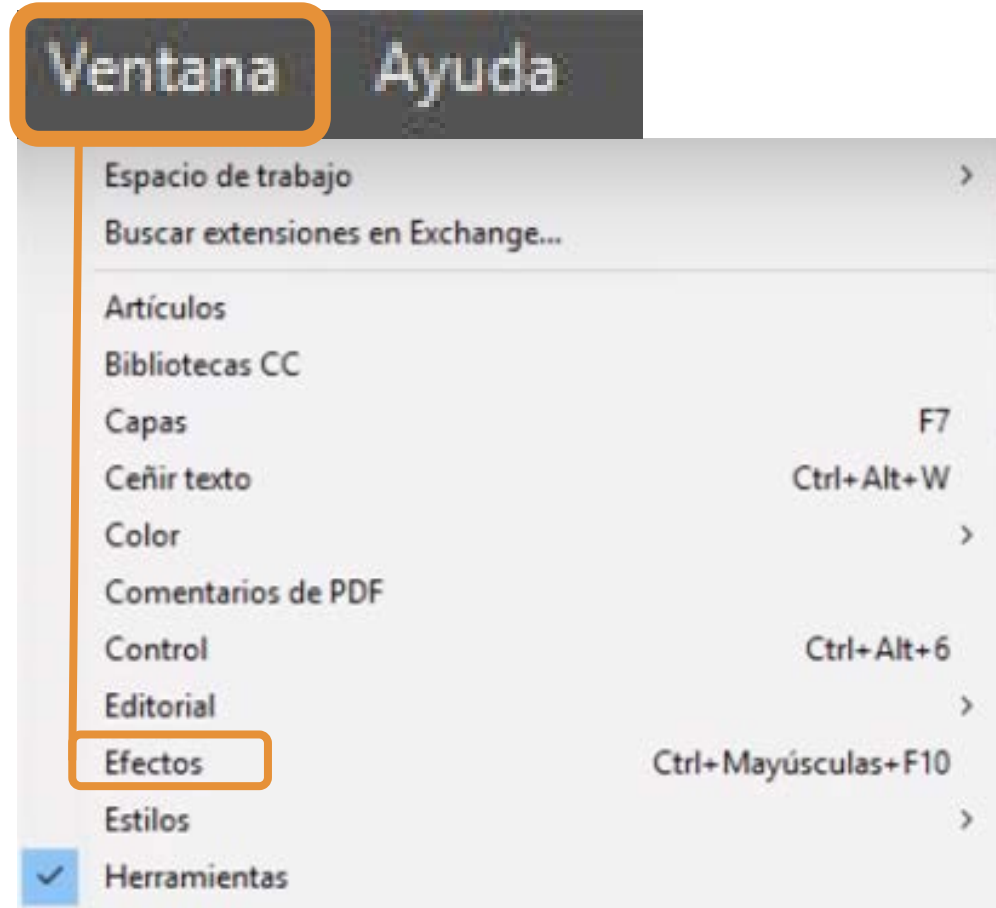 Ventana Ayuda
Espacio de trabajo
Buscar extensiones en Exchange...
Artículos
Bibliotecas CC
Capas F7
Ceñir texto Ctrl+Alt+W
Color
Comentarios de PDF
Control Ctrl+Alt+6
Editorial
Efectos Ctrl+Mayúsculas+F10
Estilos
Herramientas